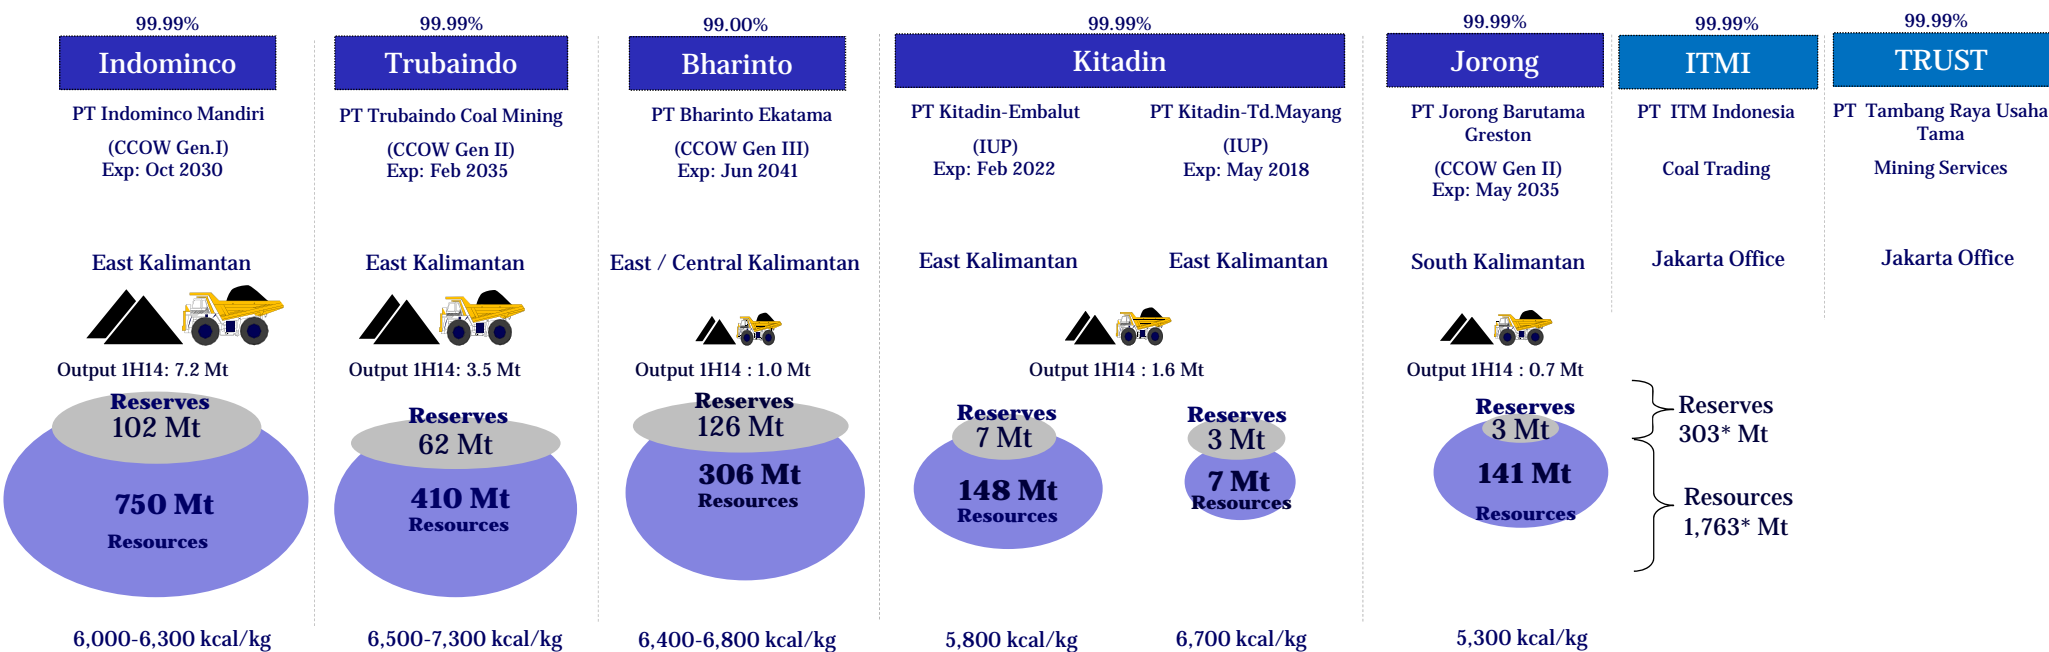 99.99%
Indominco
PT Indominco Mandiri
(CCOW Gen.I)
Exp: Oct 2030
East Kalimantan
Output 1H14: 7.2 Mt
Reserves
102 Mt
750 Mt
Resources
6,000-6,300 kcal/kg
99.99%
Trubaindo
PT Trubaindo Coal Mining
(CCOW Gen II)
Exp: Feb 2035
East Kalimantan
Output 1H14: 3.5 Mt
Reserves
62 Mt
410 Mt
Resources
6,500-7,300 kcal/kg
99.00%
Bharinto
PT Bharinto Ekatama
(CCOW Gen III)
Exp: Jun 2041
East / Central Kalimantan
Output 1H14 : 1.0 Mt
Reserves
126 Mt
306 Mt
Resources
6,400-6,800 kcal/kg
99.99%
Kitadin
PT Kitadin-Embalut
(IUP)
Exp: Feb 2022
East Kalimantan
PT Kitadin-Td.Mayang
(IUP)
Exp: May 2018
East Kalimantan
Output 1H14 : 1.6 Mt
Reserves
7 Mt
148 Mt
Resources
5,800 kcal/kg
Reserves
3 Mt
7 Mt
Resources
6,700 kcal/kg
99.99%
Jorong
PT Jorong Barutama
Greston
(CCOW Gen II)
Exp: May 2035
South Kalimantan
Output 1H14 : 0.7 Mt
Reserves
3 Mt
141 Mt
Resources
5,300 kcal/kg
99.99%
ITMI
PT  ITM Indonesia
Coal Trading
Jakarta Office
99.99%
TRUST
PT  Tambang Raya Usaha
Tama
Mining Services
Jakarta Office
Reserves
303* Mt
Resources
1,763* Mt